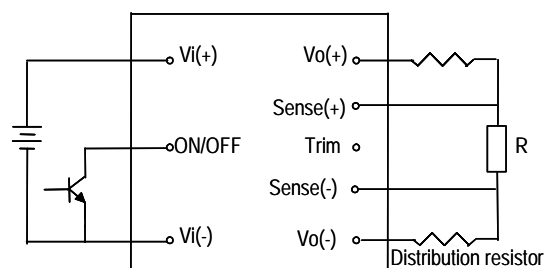 Vi(+)
Vo(+)
Sense(+)
ON/OFF
Trim
R
Sense(-)
Vi(-)
Vo(-)
Distribution resistor